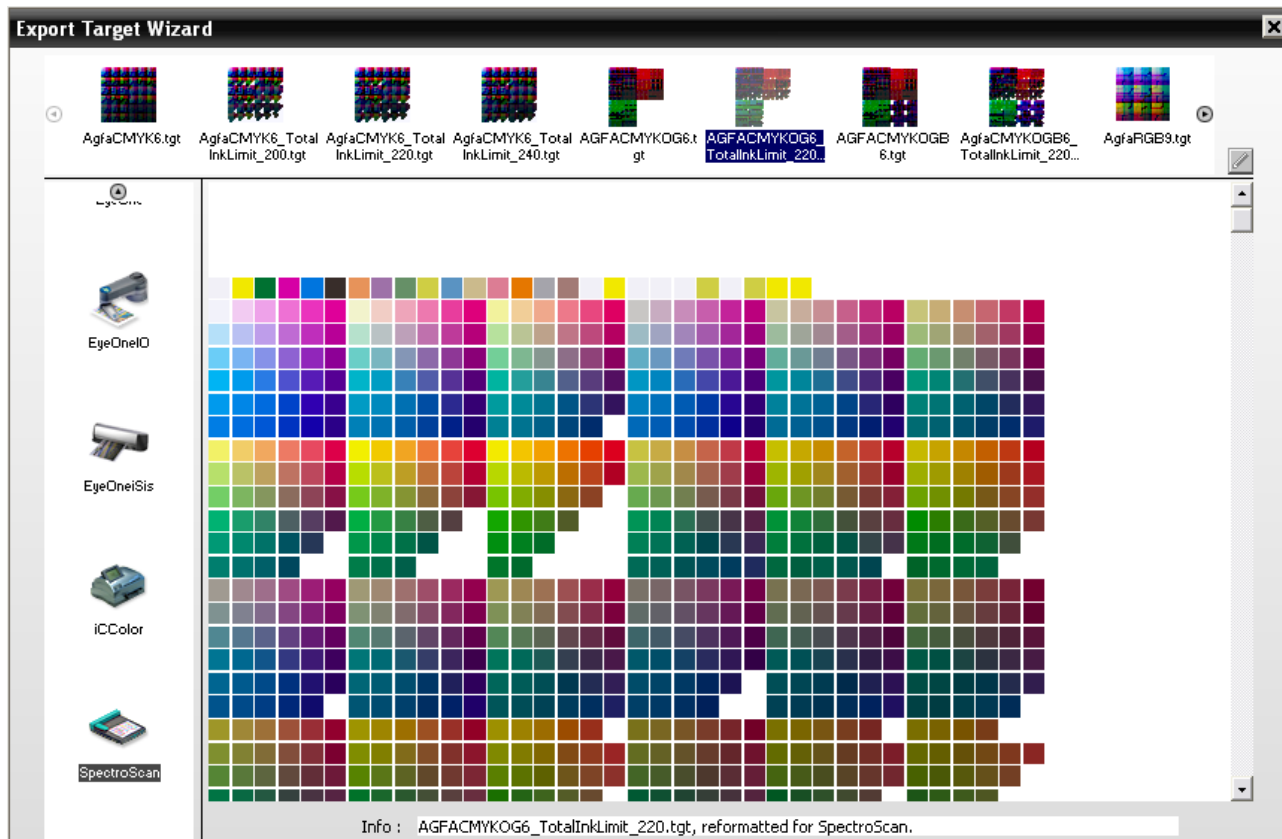 Export Target Wizard
AgfaCMYK6.tgt
AgfaCMYK6_Total
InkLimit_200.tgt
AgfaCMYK6_Total
InkLimit_220.tgt
AgfaCMYK6_Total
InkLimit_240.tgt
AGFACMYKOG6.t
gt
AGFACMYKOG6_
TotalInkLimit_220...
AGFACMYKOGB
6.tgt
AGFACMYKOGB6_
TotalInkLimit_220...
AgfaRGB9.tgt
EyeOneIO
EyeOneiSis
iCColor
SpectroScan
Info : AGFACMYKOG6_TotalInkLimit_220.tgt, reformatted for SpectroScan.